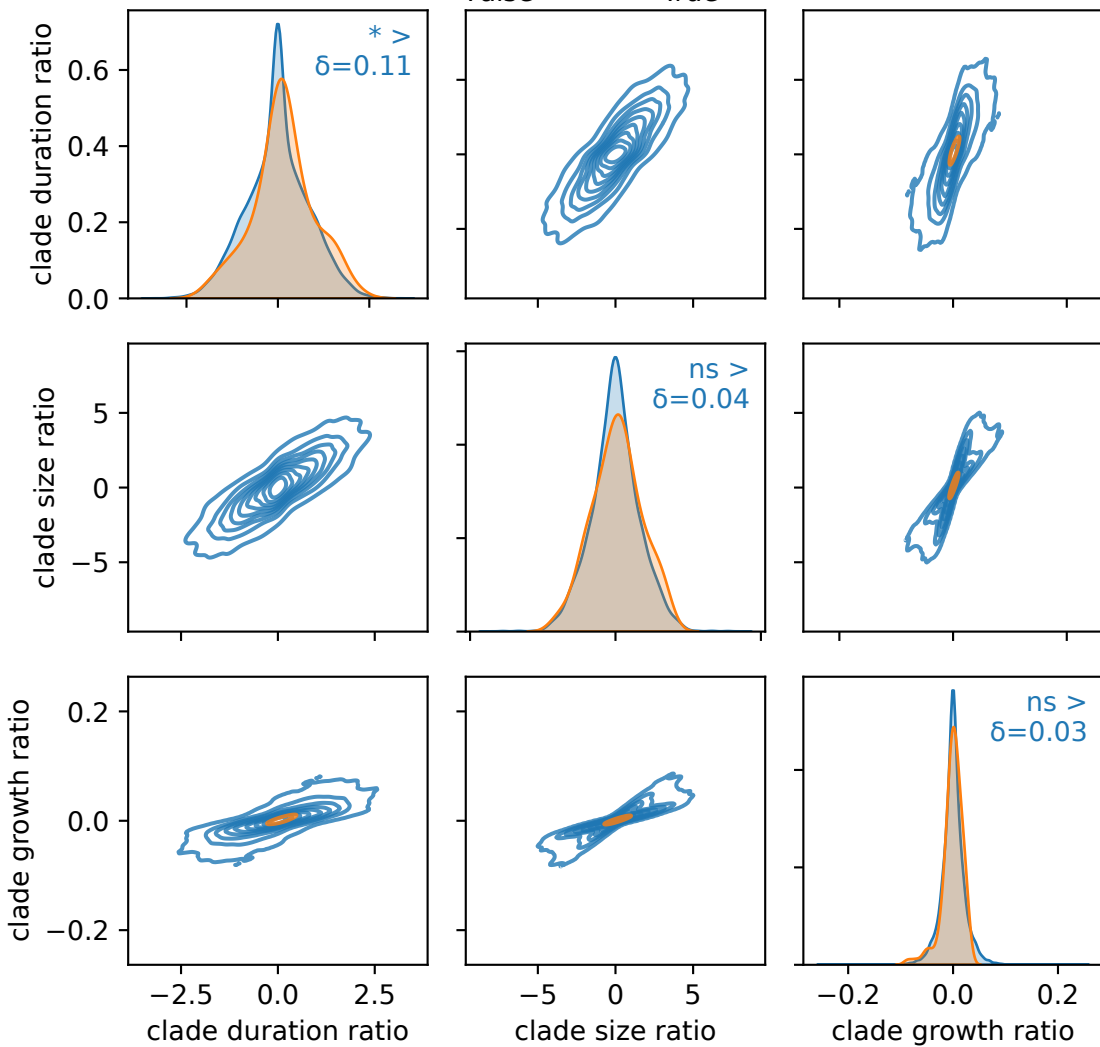 clade duration ratio
0.6
0.4
0.2
0.0
* >
δ=0.11
clade size ratio
5
0
−5
ns >
δ=0.04
clade growth ratio
0.2
0.0
−0.2
ns >
δ=0.03
−2.5 0.0 2.5
−5 0 5
−0.2 0.0 0.2
clade duration ratio
clade size ratio
clade growth ratio